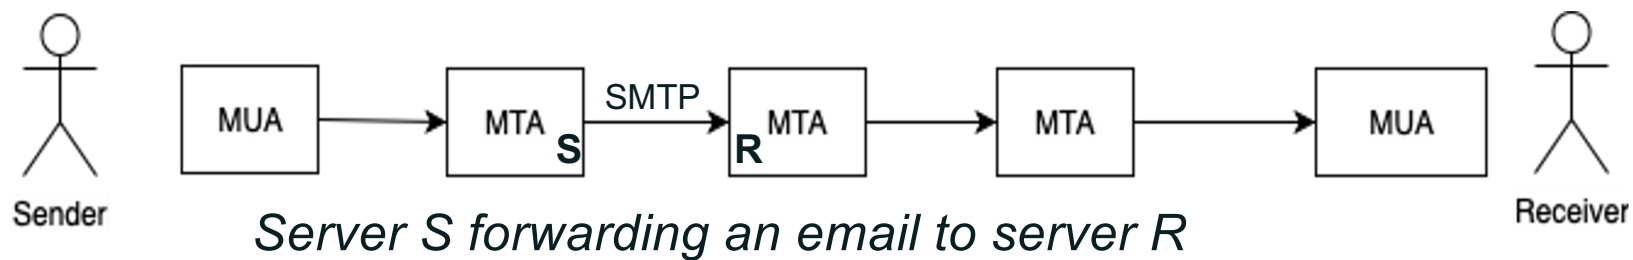 SMTP
MUA
MTA
MTA
MTA
MUA
S
R
Sender
Receiver
Server S forwarding an email to server R